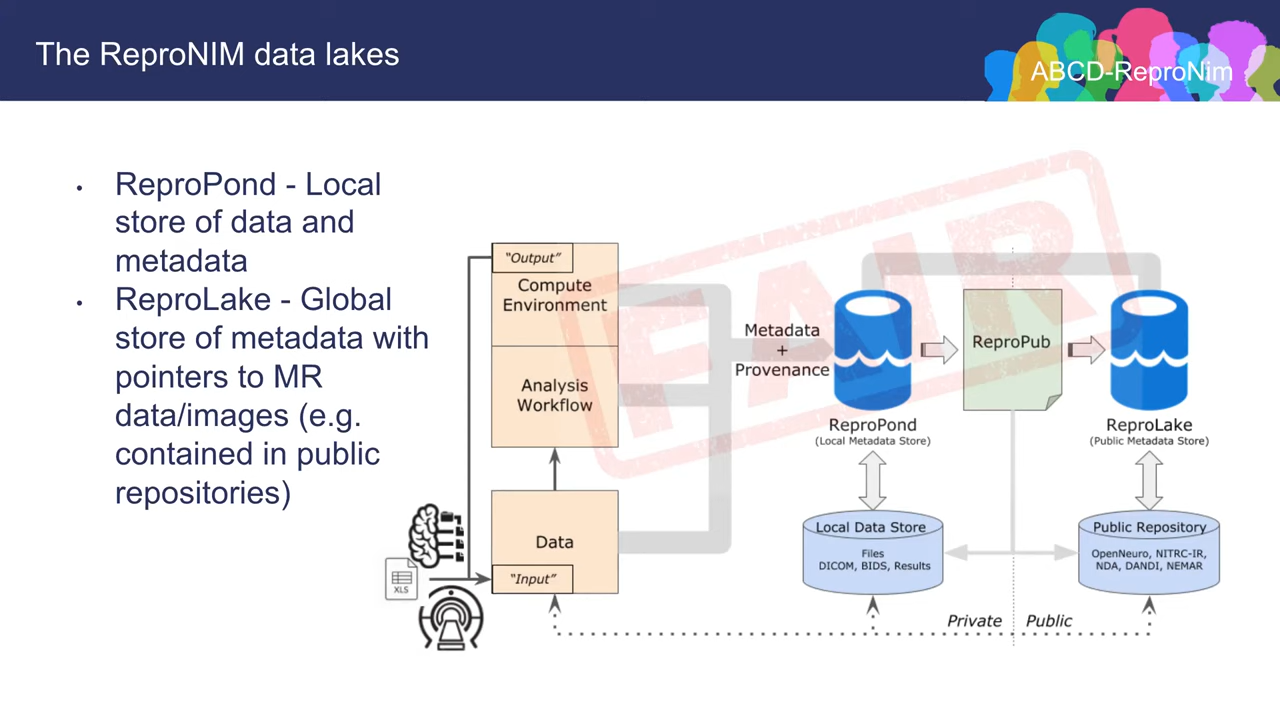 The ReproNIM data lakes
ABCD-ReproNim
• ReproPond - Local
store of data and
metadata
• ReproLake - Global
store of metadata with
pointers to MR
data/images (e.g.
contained in public
repositories)
FAIR
“Output”
Compute
Environment
Analysis
Workflow
Data
“Input”
XLS
Metadata
+
Provenance
ReproPond
(Local Metadata Store)
ReproPub
ReproLake
(Public Metadata Store)
Local Data Store
Files
DICOM, BIDS, Results
Public Repository
OpenNeuro, NITRC-IR,
NDA, DANDI, NEMAR
Private
Public